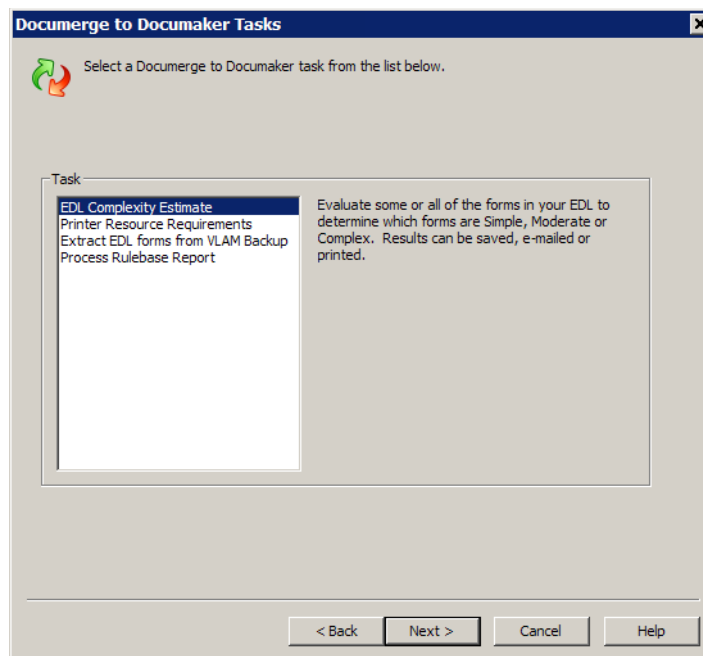 Documerge to Documaker Tasks
Select a Documerge to Documaker task from the list below.
Task
EDL Complexity Estimate
Printer Resource Requirements
Extract EDL forms from VLAM Backup
Process Rulebase Report
Evaluate some or all of the forms in your EDL to
determine which forms are Simple, Moderate or
Complex. Results can be saved, e-mailed or
printed.
< Back
Next >
Cancel
Help